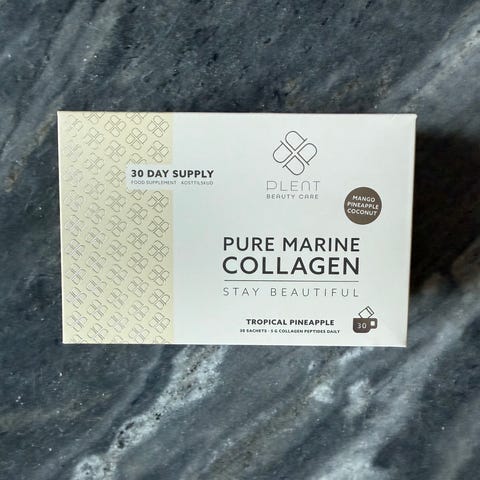 30 DAY SUPPLY
FOOD SUPPLEMENT · KOSTTILSKUD
PLENT
BEAUTY CARE
MANGO
PINEAPPLE
COCONUT
PURE MARINE
COLLAGEN
STAY BEAUTIFUL
TROPICAL PINEAPPLE
30 SACHETS · 5 G COLLAGEN PEPTIDES DAILY
30